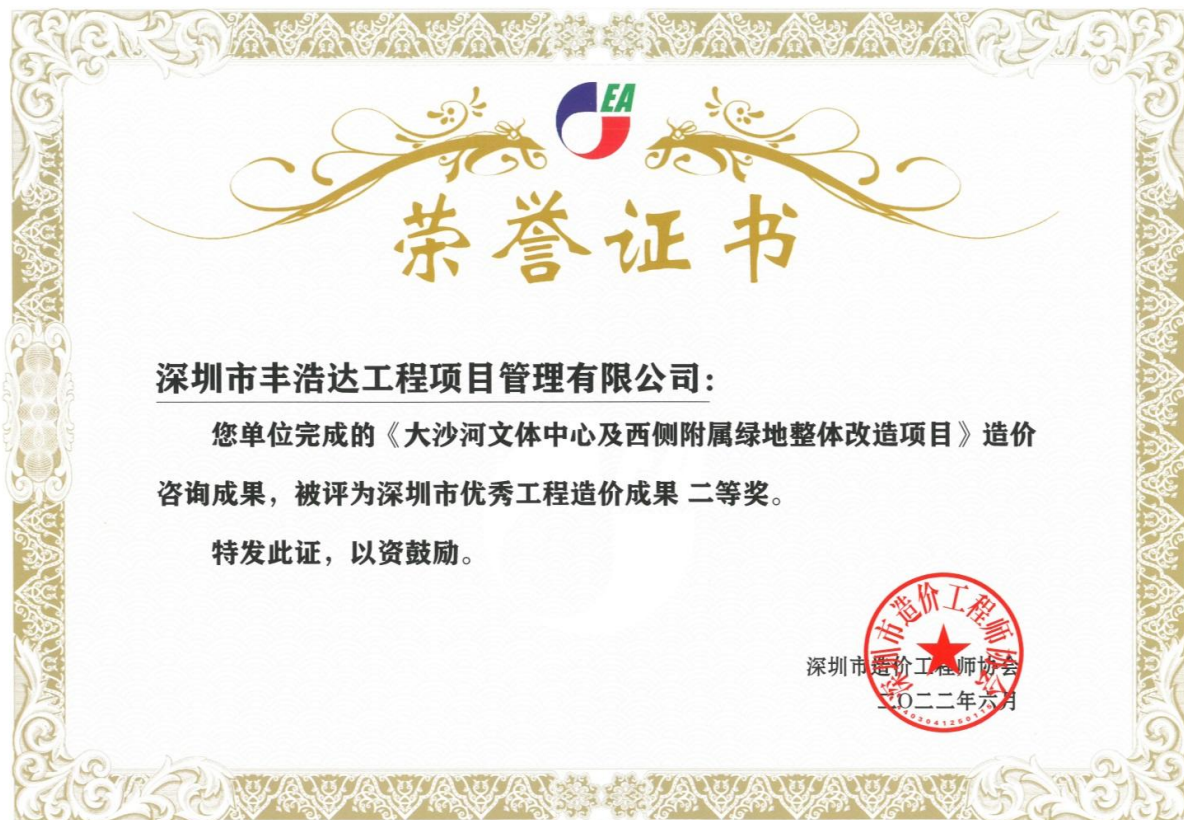 EA
荣誉证书
深圳市丰浩达工程项目管理有限公司：
您单位完成的《大沙河文体中心及西侧附属绿地整体改造项目》造价
咨询成果，被评为深圳市优秀工程造价成果 二等奖。
特发此证，以资鼓励。
深圳市造价工程师协会
深圳市造价工程师协会
二〇二二年六月